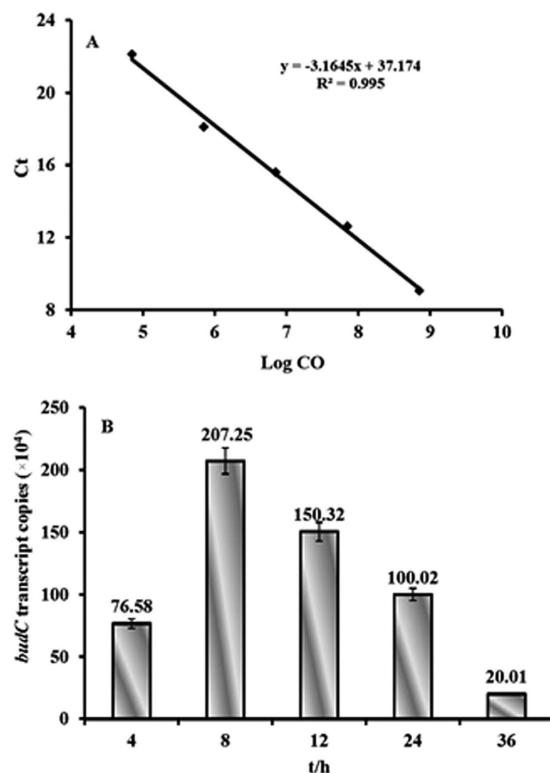 A
y = -3.1645x + 37.174
R² = 0.995
24
20
16
12
8
Ct
4 5 6 7 8 9 10
Log CO
B
250
200
150
100
50
0
budC transcript copies (×10⁴)
76.58
207.25
150.32
100.02
20.01
4 8 12 24 36
t/h